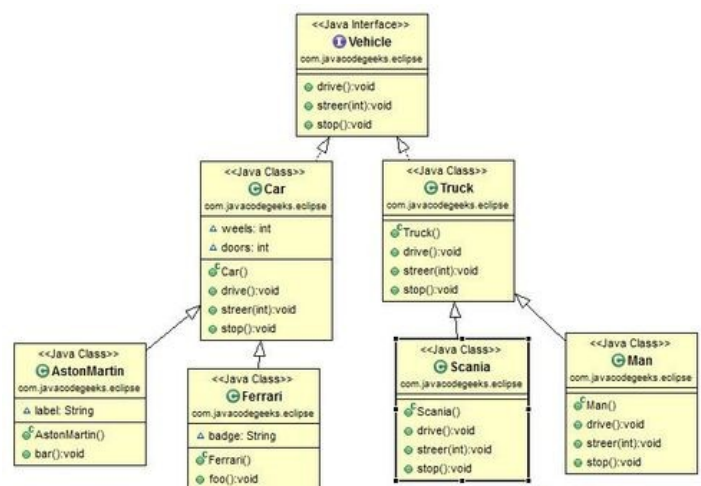 <<Java Interface>>
Vehicle
com.javacodegeeks.eclipse
drive():void
streer(int):void
stop():void
<<Java Class>>
Car
com.javacodegeeks.eclipse
weels: int
doors: int
Car()
drive():void
streer(int):void
stop():void
<<Java Class>>
Truck
com.javacodegeeks.eclipse
Truck()
drive():void
streer(int):void
stop():void
<<Java Class>>
AstonMartin
com.javacodegeeks.eclipse
label: String
AstonMartin()
bar():void
<<Java Class>>
Ferrari
com.javacodegeeks.eclipse
badge: String
Ferrari()
foo():void
<<Java Class>>
Scania
com.javacodegeeks.eclipse
Scania()
drive():void
streer(int):void
stop():void
<<Java Class>>
Man
com.javacodegeeks.eclipse
Man()
drive():void
streer(int):void
stop():void